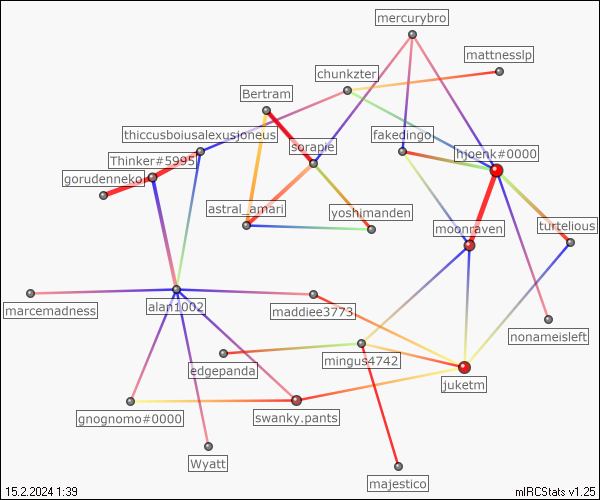 mercurybro
mattnesslp
chunkzter
Bertram
thiccusboiusalexusjoneus
fakedingo
sorapie
hjoenk#0000
Thinker#5995
gorudenneko
astral_amari
yoshimanden
moonraven
turtelious
marcemadness
alan1002
maddiee3773
nonameisleft
mingus4742
edgepanda
juketm
gnognomo#0000
swanky.pants
Wyatt
majestico
15.2.2024 1:39
mIRCStats v1.25